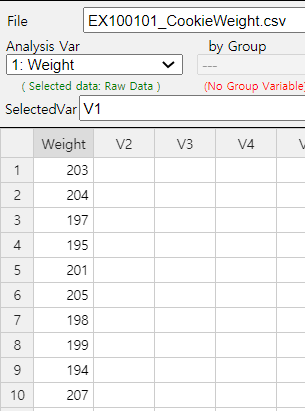 File EX100101_CookieWeight.csv
Analysis Var by Group
1: Weight ---
( Selected data: Raw Data ) (No Group Variable)
SelectedVar V1
Weight V2 V3 V4 V
1 203
2 204
3 197
4 195
5 201
6 205
7 198
8 199
9 194
10 207